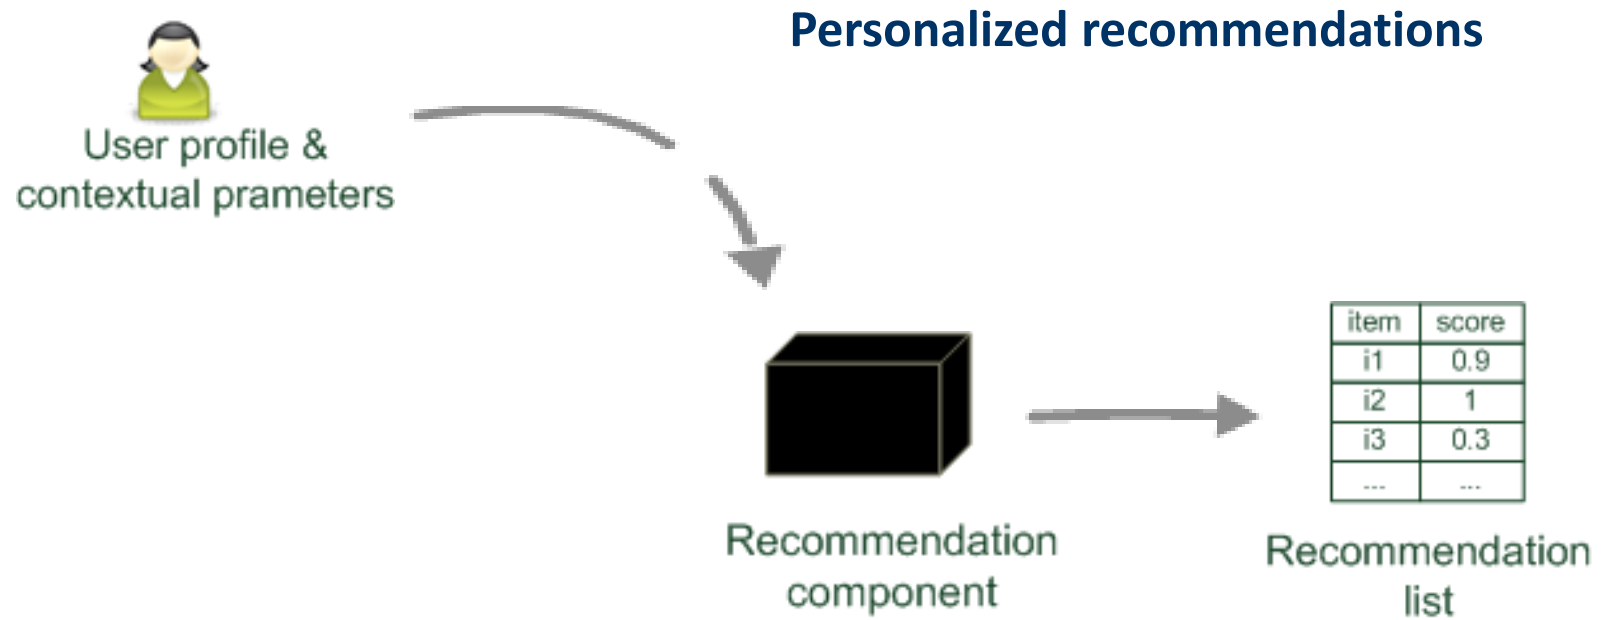 Personalized recommendations
User profile &
contextual prameters
item score
i1 0.9
i2 1
i3 0.3
... ...
Recommendation
component
Recommendation
list